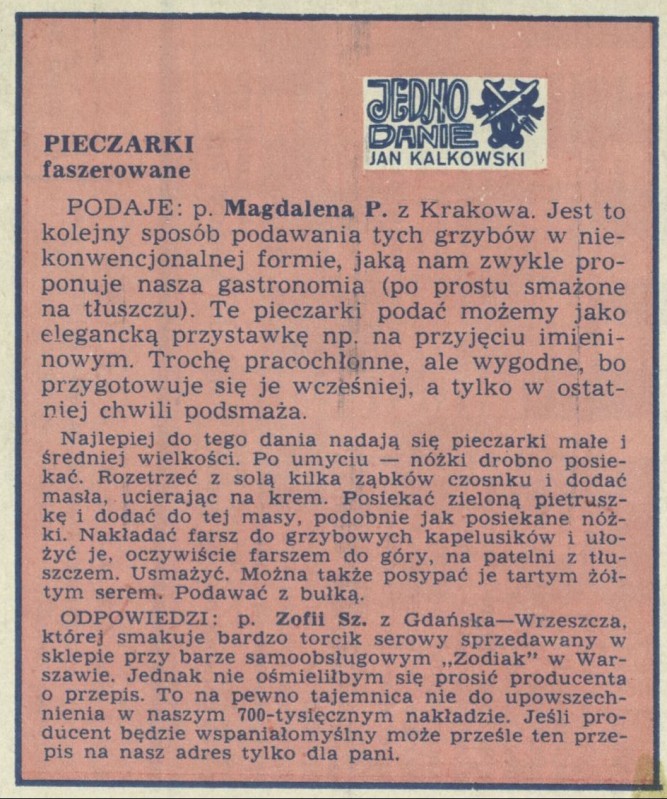 JEDNO
DANIE
JAN KALKOWSKI
PIECZARKI
faszerowane
PODAJE: p. Magdalena P. z Krakowa. Jest to
kolejny sposób podawania tych grzybów w nie-
konwencjonalnej formie, jaką nam zwykle pro-
ponuje nasza gastronomia (po prostu smażone
na tłuszczu). Te pieczarki podać możemy jako
elegancką przystawkę np. na przyjęciu imieni-
nowym. Trochę pracochłonne, ale wygodne, bo
przygotowuje się je wcześniej, a tylko w ostat-
niej chwili podsmaża.
Najlepiej do tego dania nadają się pieczarki małe i
średniej wielkości. Po umyciu — nóżki drobno posie-
kać. Rozetrzeć z solą kilka ząbków czosnku i dodać
masła, ucierając na krem. Posiekać zieloną pietrusz-
kę i dodać do tej masy, podobnie jak posiekane nóż-
ki. Nakładać farsz do grzybowych kapelusików i uło-
żyć je, oczywiście farszem do góry, na patelni z tłu-
szczem. Usmażyć. Można także posypać je tartym żół-
tym serem. Podawać z bułką.
ODPOWIEDZI: p. Zofii Sz. z Gdańska—Wrzeszcza,
której smakuje bardzo torcik serowy sprzedawany w
sklepie przy barze samoobsługowym „Zodiak" w War-
szawie. Jednak nie ośmieliłbym się prosić producenta
o przepis. To na pewno tajemnica nie do upowszech-
nienia w naszym 700-tysięcznym nakładzie. Jeśli pro-
ducent będzie wspaniałomyślny może prześle ten prze-
pis na nasz adres tylko dla pani.